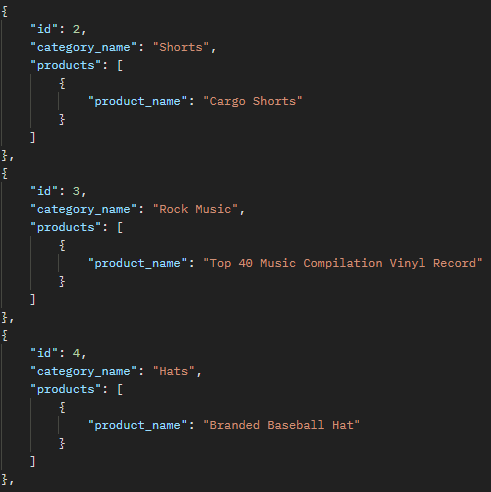 {
    "id": 2,
    "category_name": "Shorts",
    "products": [
        {
            "product_name": "Cargo Shorts"
        }
    ]
},
{
    "id": 3,
    "category_name": "Rock Music",
    "products": [
        {
            "product_name": "Top 40 Music Compilation Vinyl Record"
        }
    ]
},
{
    "id": 4,
    "category_name": "Hats",
    "products": [
        {
            "product_name": "Branded Baseball Hat"
        }
    ]
},